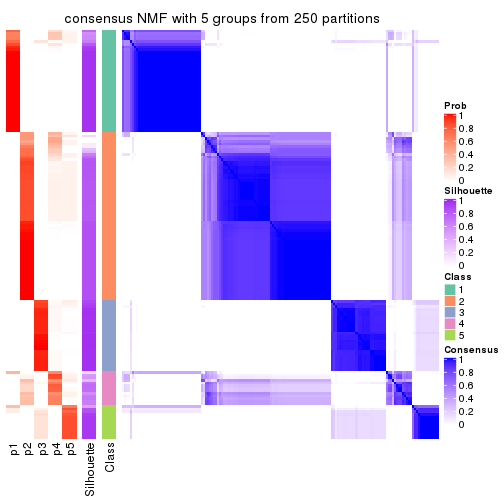 consensus NMF with 5 groups from 250 partitions
Prob
1
0.8
0.6
0.4
0.2
0
Silhouette
1
0.8
0.6
0.4
0.2
0
Class
1
2
3
4
5
Consensus
1
0.8
0.6
0.4
0.2
0
p1
p2
p3
p4
p5
Silhouette
Class